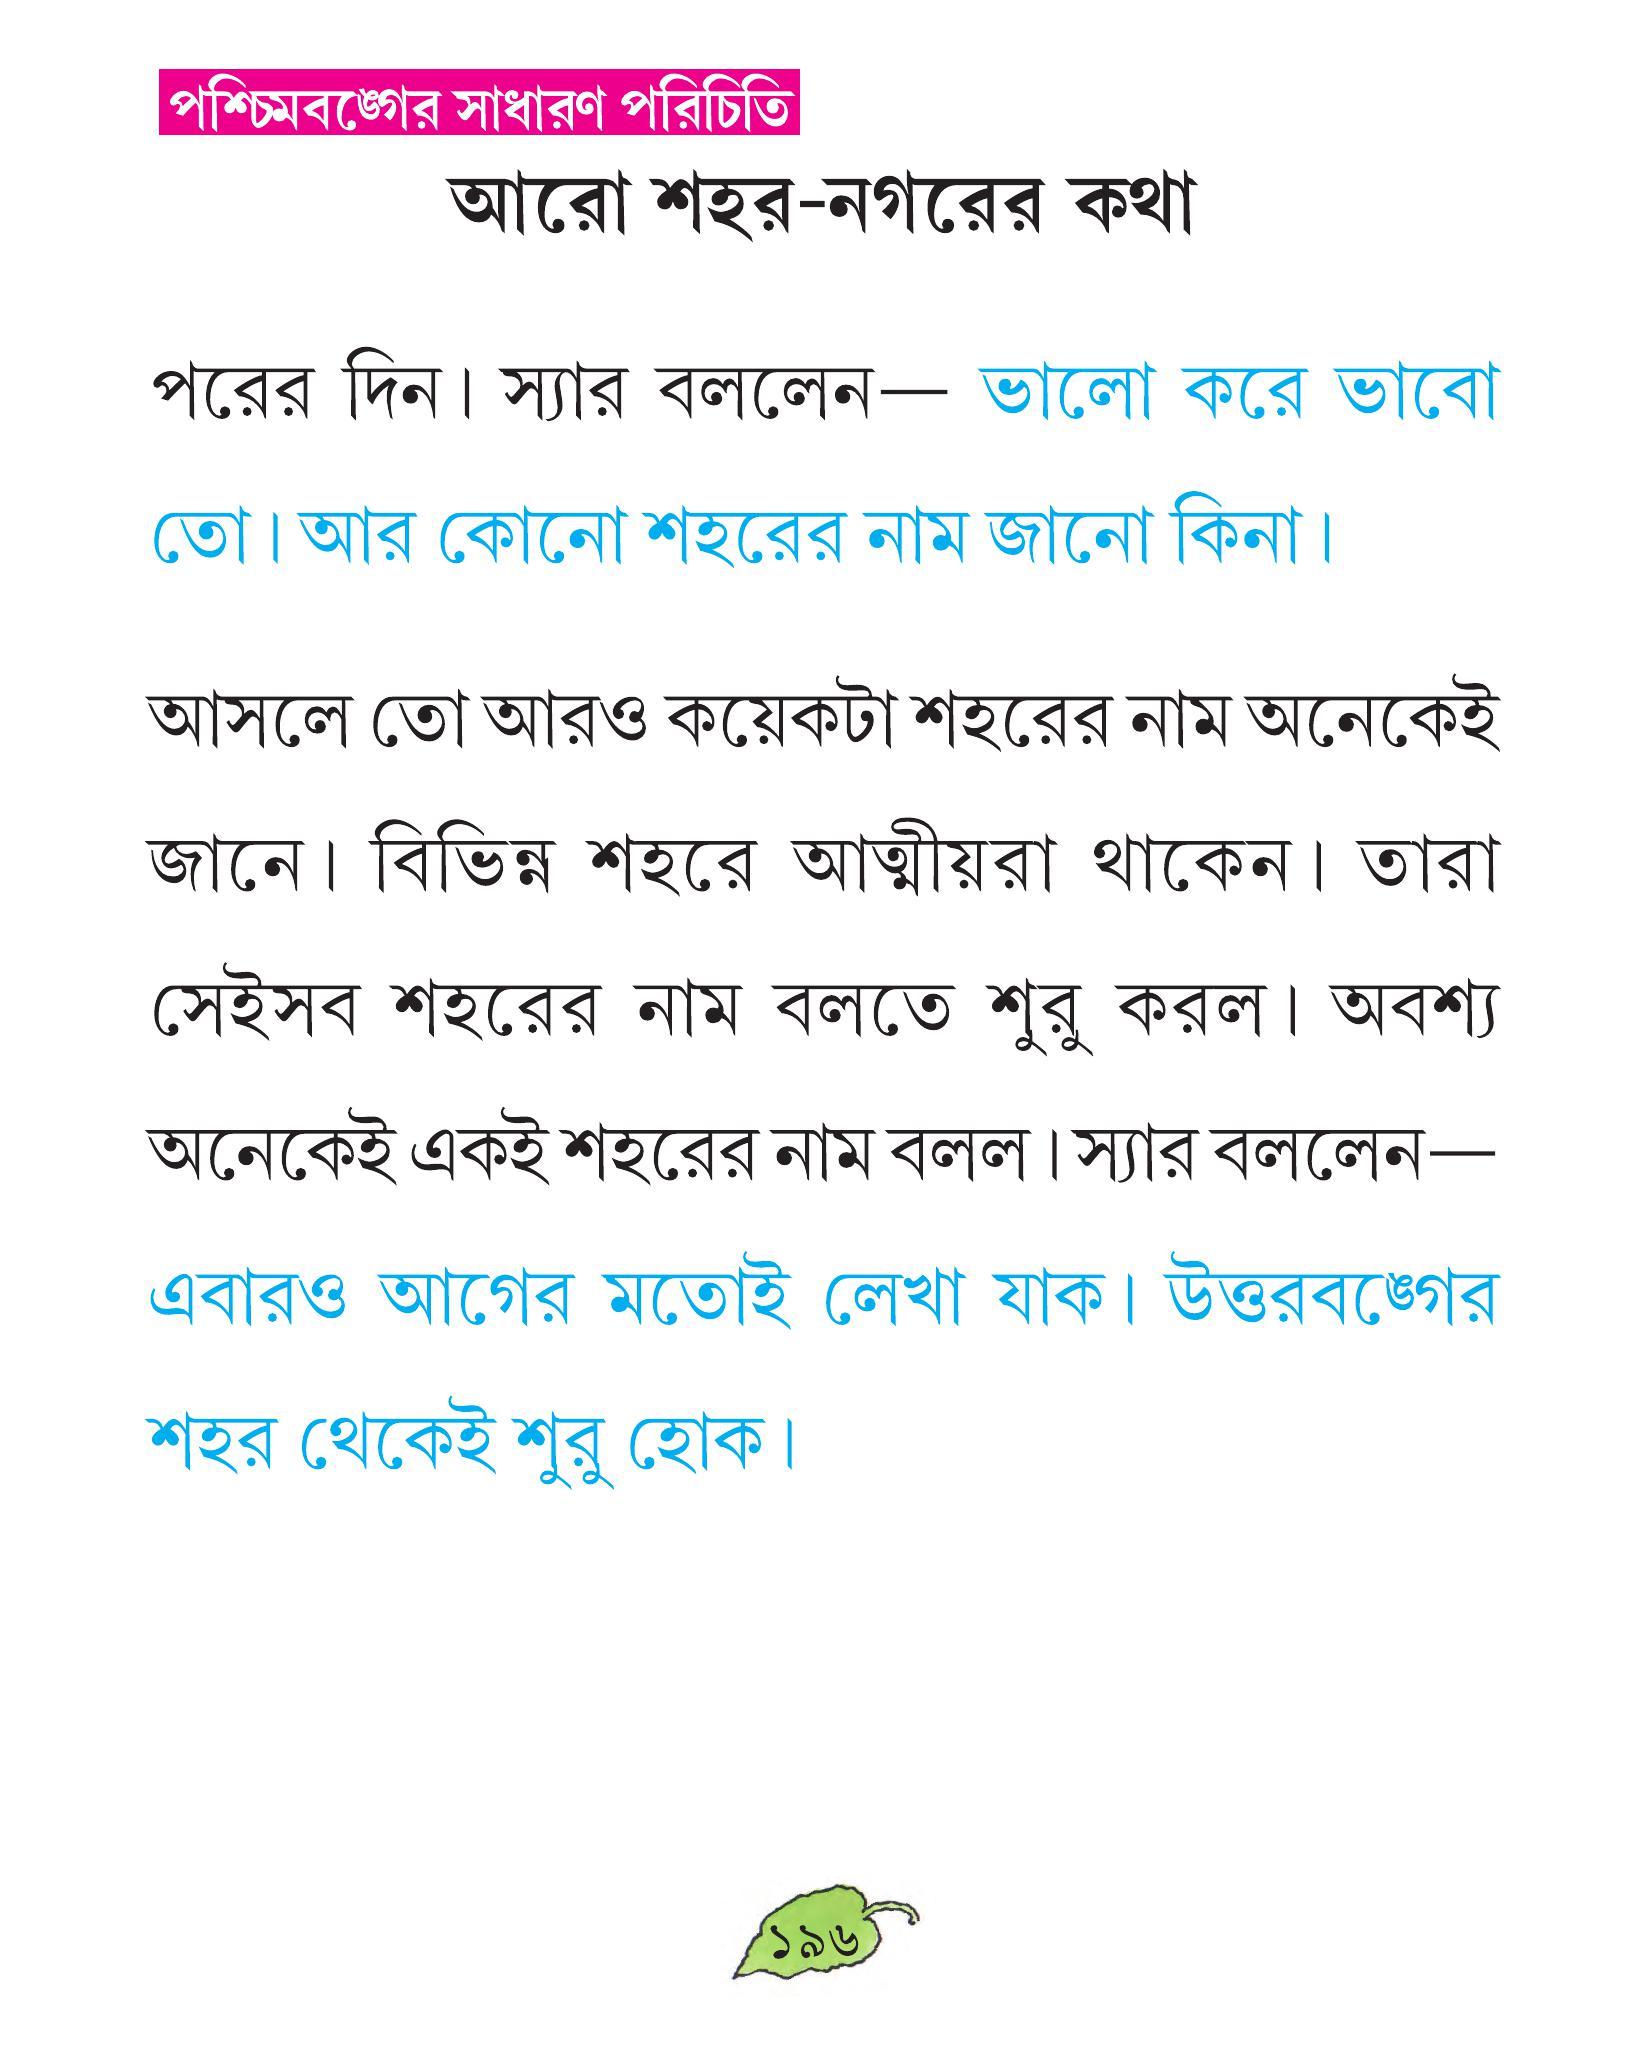 পশ্চিমবঙ্গের সাধারণ পরিচিতি
আরো শহর-নগরের কথা
পরের দিন। স্যার বললেন— ভালো করে ভাবো
তো। আর কোনো শহরের নাম জানো কিনা।
আসলে তো আরও কয়েকটা শহরের নাম অনেকেই
জানে। বিভিন্ন শহরে আত্মীয়রা থাকেন। তারা
সেইসব শহরের নাম বলতে শুরু করল। অবশ্য
অনেকেই একই শহরের নাম বলল। স্যার বললেন—
এবারও আগের মতোই লেখা যাক। উত্তরবঙ্গের
শহর থেকেই শুরু হোক।
১৯৬